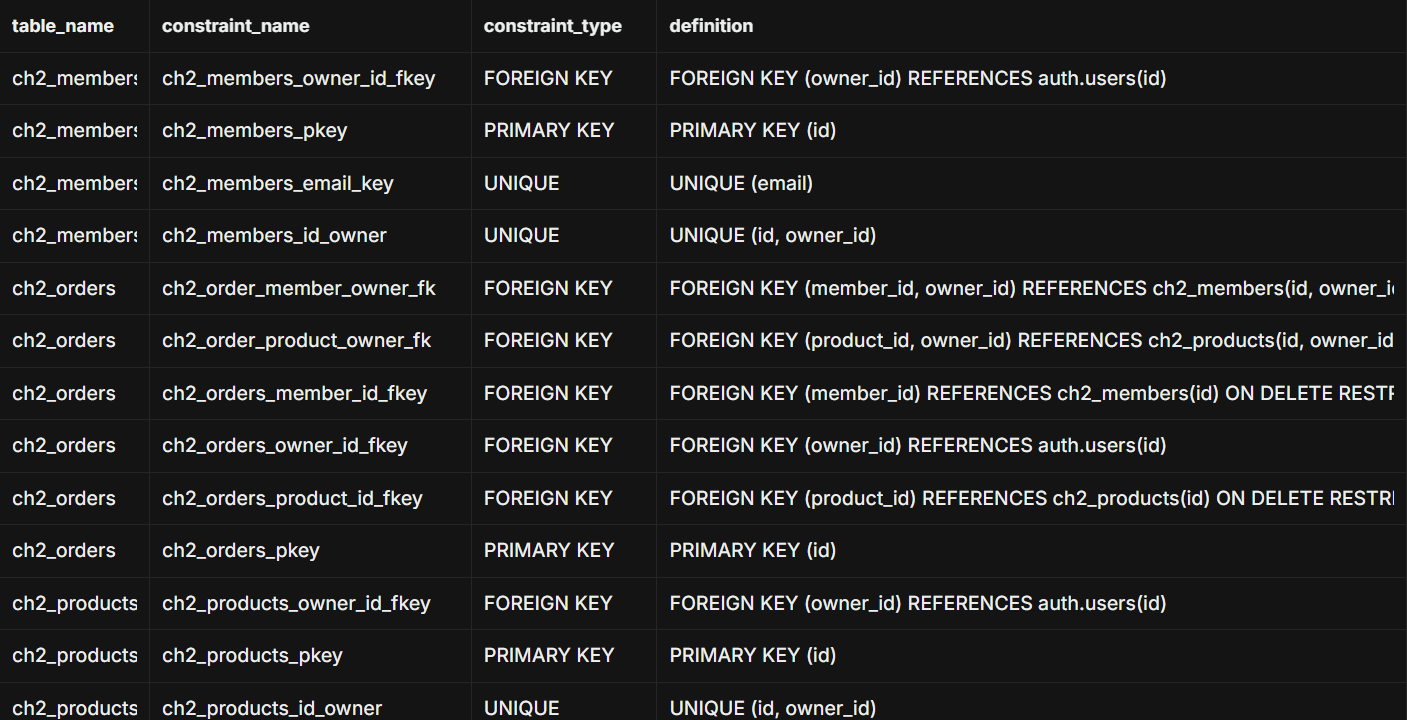 table_name constraint_name constraint_type definition
ch2_members ch2_members_owner_id_fkey FOREIGN KEY FOREIGN KEY (owner_id) REFERENCES auth.users(id)
ch2_members ch2_members_pkey PRIMARY KEY PRIMARY KEY (id)
ch2_members ch2_members_email_key UNIQUE UNIQUE (email)
ch2_members ch2_members_id_owner UNIQUE UNIQUE (id, owner_id)
ch2_orders ch2_order_member_owner_fk FOREIGN KEY FOREIGN KEY (member_id, owner_id) REFERENCES ch2_members(id, owner_i
ch2_orders ch2_order_product_owner_fk FOREIGN KEY FOREIGN KEY (product_id, owner_id) REFERENCES ch2_products(id, owner_id
ch2_orders ch2_orders_member_id_fkey FOREIGN KEY FOREIGN KEY (member_id) REFERENCES ch2_members(id) ON DELETE RESTR
ch2_orders ch2_orders_owner_id_fkey FOREIGN KEY FOREIGN KEY (owner_id) REFERENCES auth.users(id)
ch2_orders ch2_orders_product_id_fkey FOREIGN KEY FOREIGN KEY (product_id) REFERENCES ch2_products(id) ON DELETE RESTR
ch2_orders ch2_orders_pkey PRIMARY KEY PRIMARY KEY (id)
ch2_products ch2_products_owner_id_fkey FOREIGN KEY FOREIGN KEY (owner_id) REFERENCES auth.users(id)
ch2_products ch2_products_pkey PRIMARY KEY PRIMARY KEY (id)
ch2_products ch2_products_id_owner UNIQUE UNIQUE (id, owner_id)